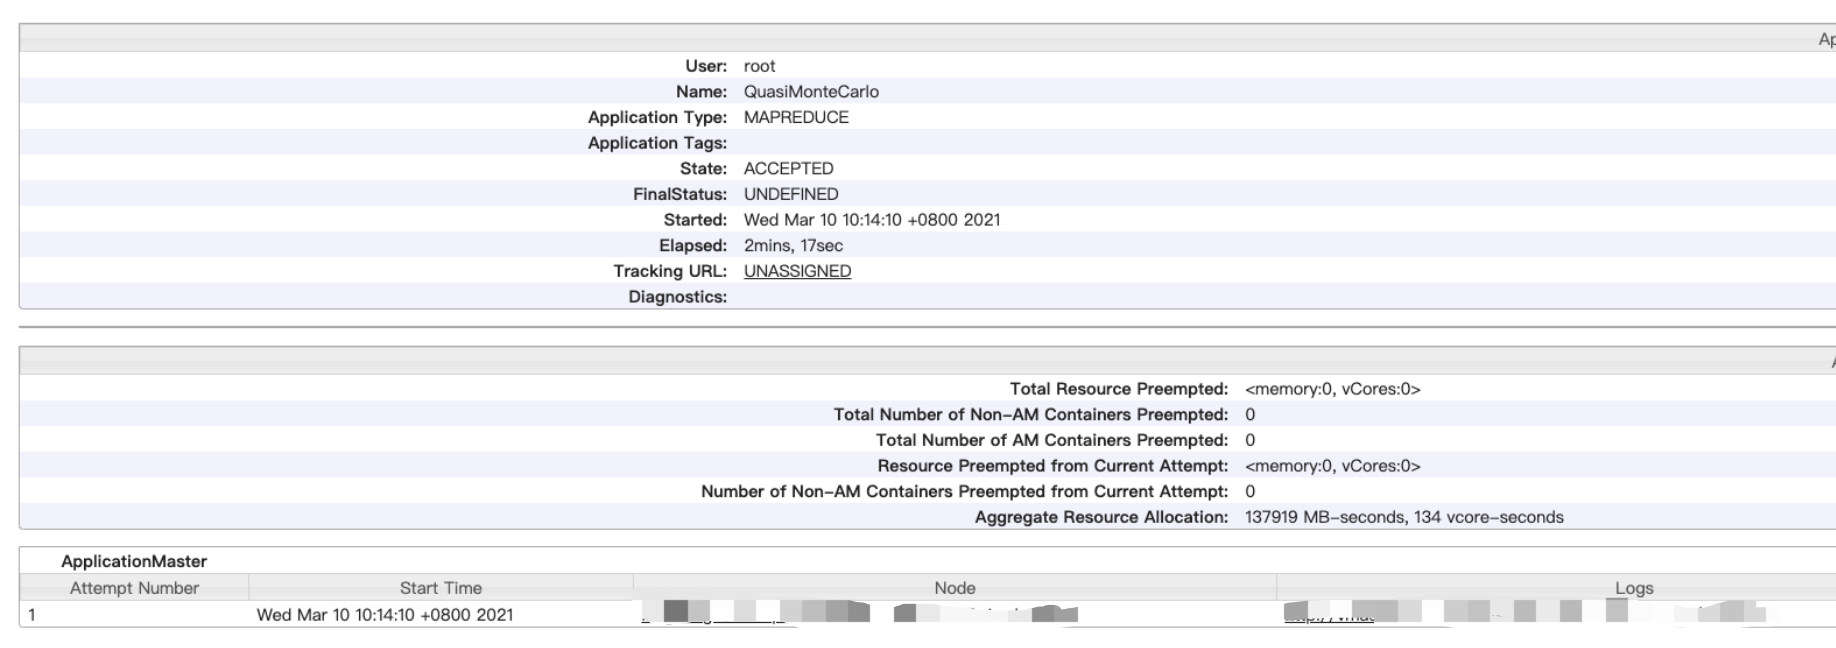 Ap
User: root
Name: QuasiMonteCarlo
Application Type: MAPREDUCE
Application Tags:
State: ACCEPTED
FinalStatus: UNDEFINED
Started: Wed Mar 10 10:14:10 +0800 2021
Elapsed: 2mins, 17sec
Tracking URL: UNASSIGNED
Diagnostics:
A
Total Resource Preempted: <memory:0, vCores:0>
Total Number of Non-AM Containers Preempted: 0
Total Number of AM Containers Preempted: 0
Resource Preempted from Current Attempt: <memory:0, vCores:0>
Number of Non-AM Containers Preempted from Current Attempt: 0
Aggregate Resource Allocation: 137919 MB-seconds, 134 vcore-seconds
ApplicationMaster
Attempt Number Start Time Node Logs
1 Wed Mar 10 10:14:10 +0800 2021